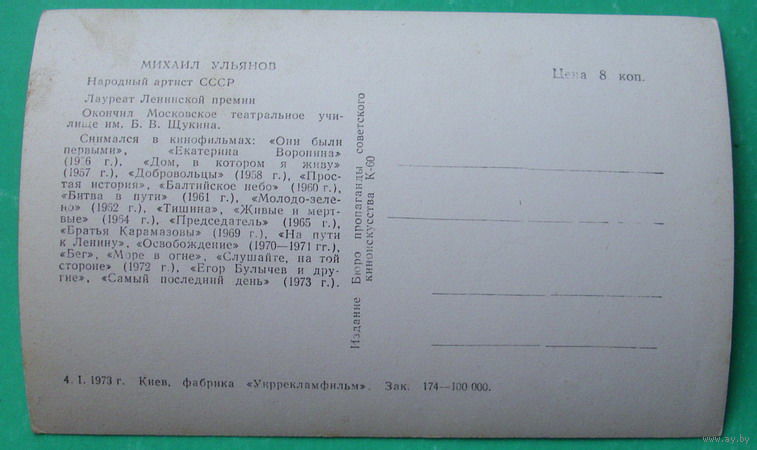 МИХАИЛ УЛЬЯНОВ
Народный артист СССР
Лауреат Ленинской премии
Окончил Московское театральное учи-
лище им. Б. В. Щукина.
Снимался в кинофильмах: «Они были
первыми», «Екатерина Воронина»
(1956 г.), «Дом, в котором я живу»
(1957 г.), «Добровольцы» (1958 г.), «Прос-
тая история», «Балтийское небо» (1960 г.),
«Битва в пути» (1961 г.), «Молодо-зеле-
но» (1962 г.), «Тишина», «Живые и мерт-
вые» (1964 г.), «Председатель» (1965 г.),
«Братья Карамазовы» (1969 г.), «На пути
к Ленину», «Освобождение» (1970—1971 гг.),
«Бег», «Море в огне», «Слушайте, на той
стороне» (1972 г.), «Егор Булычев и дру-
гие», «Самый последний день» (1973 г.).
4. I. 1973 г. Киев, фабрика «Укррекламфильм». Зак. 174—100 000.
Издание Бюро пропаганды советского
киноискусства К-60
Цена 8 коп.
www.ay.by